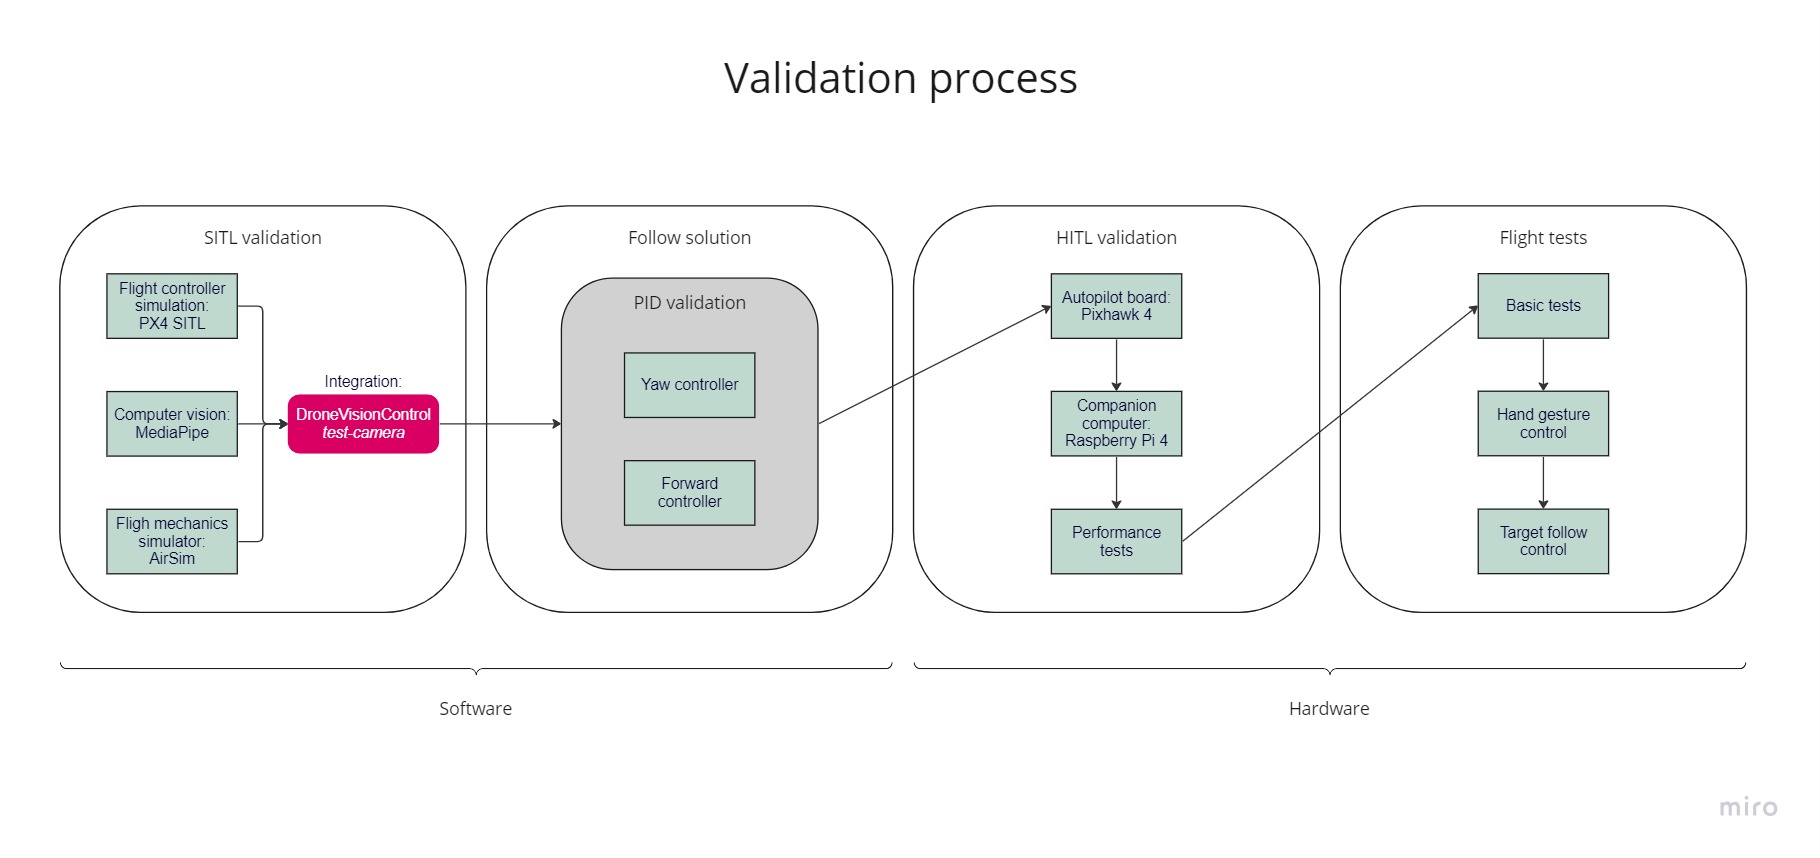 Validation process
SITL validation
Flight controller
simulation:
PX4 SITL
Computer vision:
MediaPipe
Fligh mechanics
simulator:
AirSim
Integration:
DroneVisionControl
test-camera
Follow solution
PID validation
Yaw controller
Forward
controller
HITL validation
Autopilot board:
Pixhawk 4
Companion
computer:
Raspberry Pi 4
Performance
tests
Flight tests
Basic tests
Hand gesture
control
Target follow
control
Software
Hardware
miro